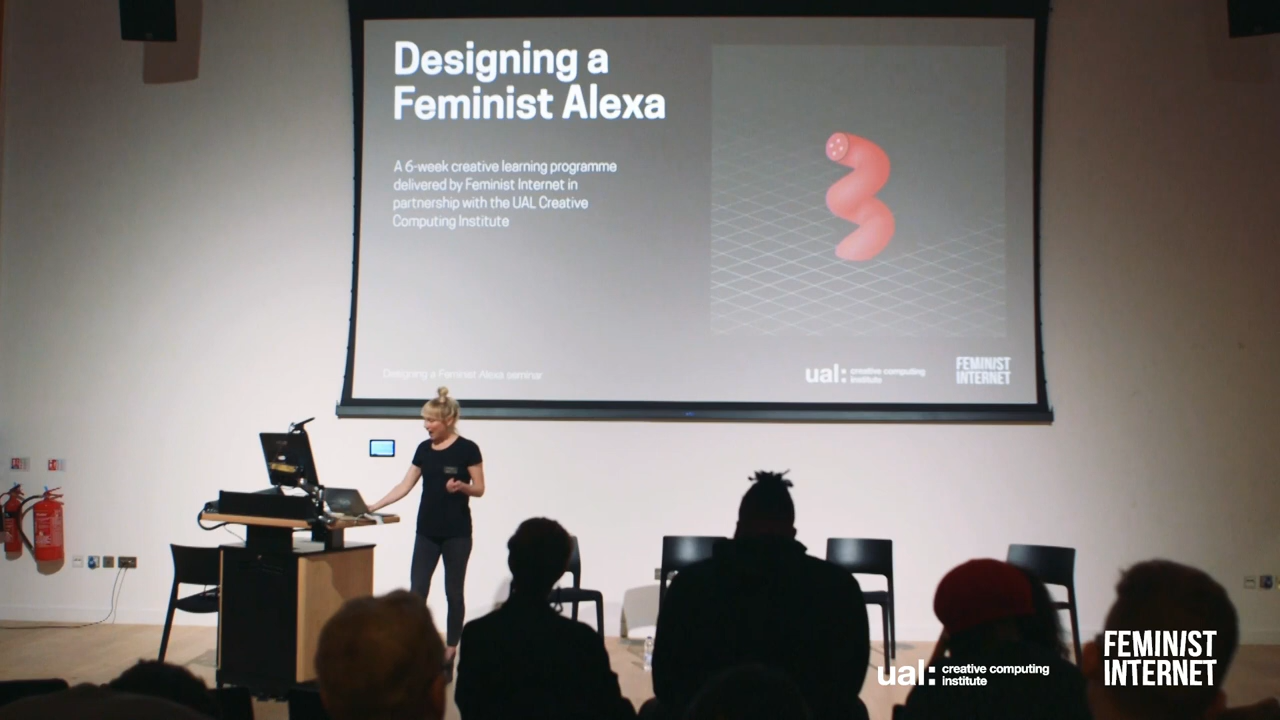 Designing a
Feminist Alexa
A 6-week creative learning programme
delivered by Feminist Internet in
partnership with the UAL Creative
Computing Institute
Designing a Feminist Alexa seminar
ual: creative computing
institute
FEMINIST
INTERNET
ual: creative computing
institute
FEMINIST
INTERNET